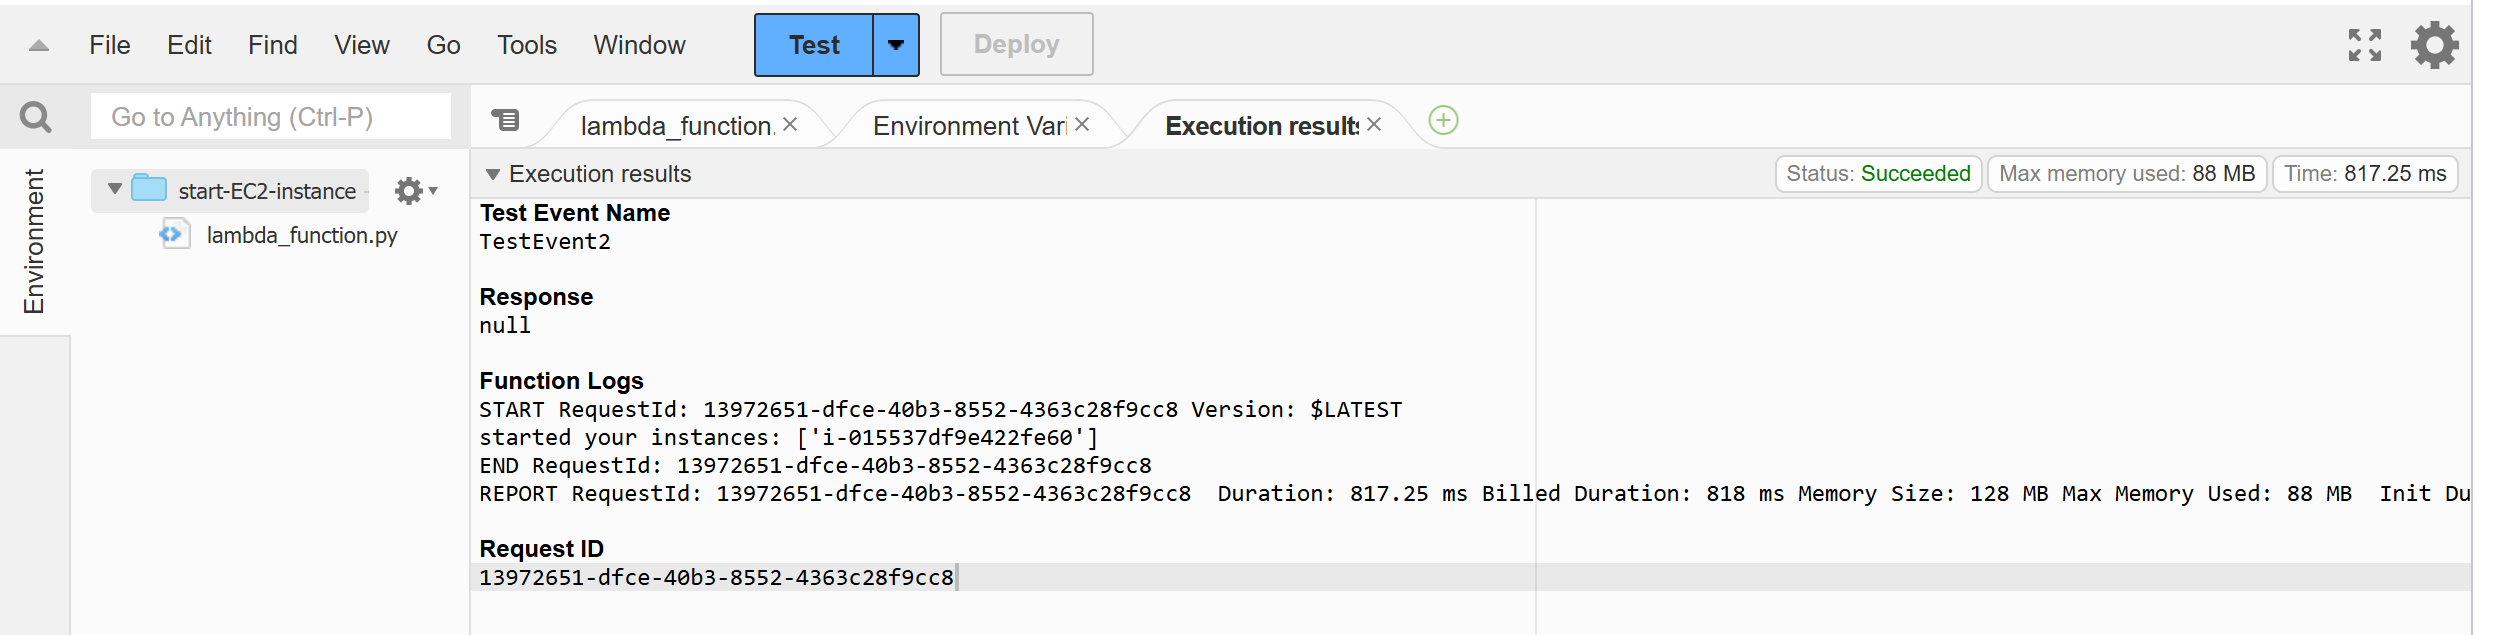 File Edit Find View Go Tools Window Test Deploy
Go to Anything (Ctrl-P)
lambda_function. Environment Vari Execution results
Environment
start-EC2-instance -
lambda_function.py
Execution results Status: Succeeded Max memory used: 88 MB Time: 817.25 ms
Test Event Name
TestEvent2
Response
null
Function Logs
START RequestId: 13972651-dfce-40b3-8552-4363c28f9cc8 Version: $LATEST
started your instances: ['i-015537df9e422fe60']
END RequestId: 13972651-dfce-40b3-8552-4363c28f9cc8
REPORT RequestId: 13972651-dfce-40b3-8552-4363c28f9cc8 Duration: 817.25 ms Billed Duration: 818 ms Memory Size: 128 MB Max Memory Used: 88 MB Init Du
Request ID
13972651-dfce-40b3-8552-4363c28f9cc8